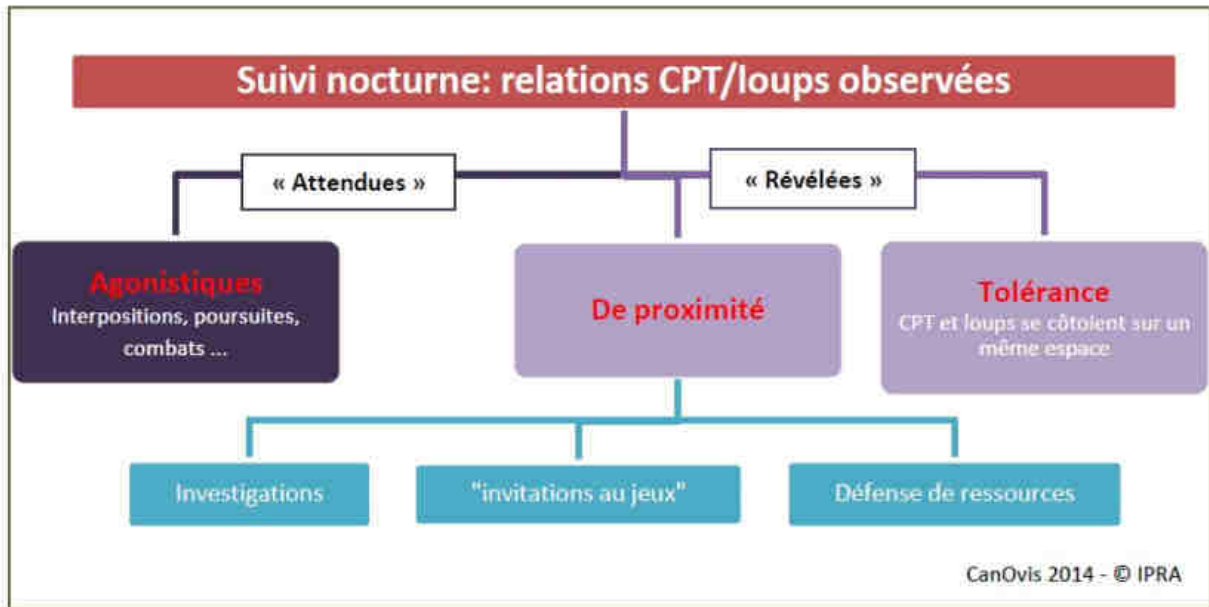 Suivi nocturne: relations CPT/loups observées
« Attendues »
« Révélées »
Agonistiques
Interpositions, poursuites,
combats ...
De proximité
Tolérance
CPT et loups se côtoient sur un
même espace
Investigations
"invitations au jeux"
Défense de ressources
CanOvis 2014 - © IPRA